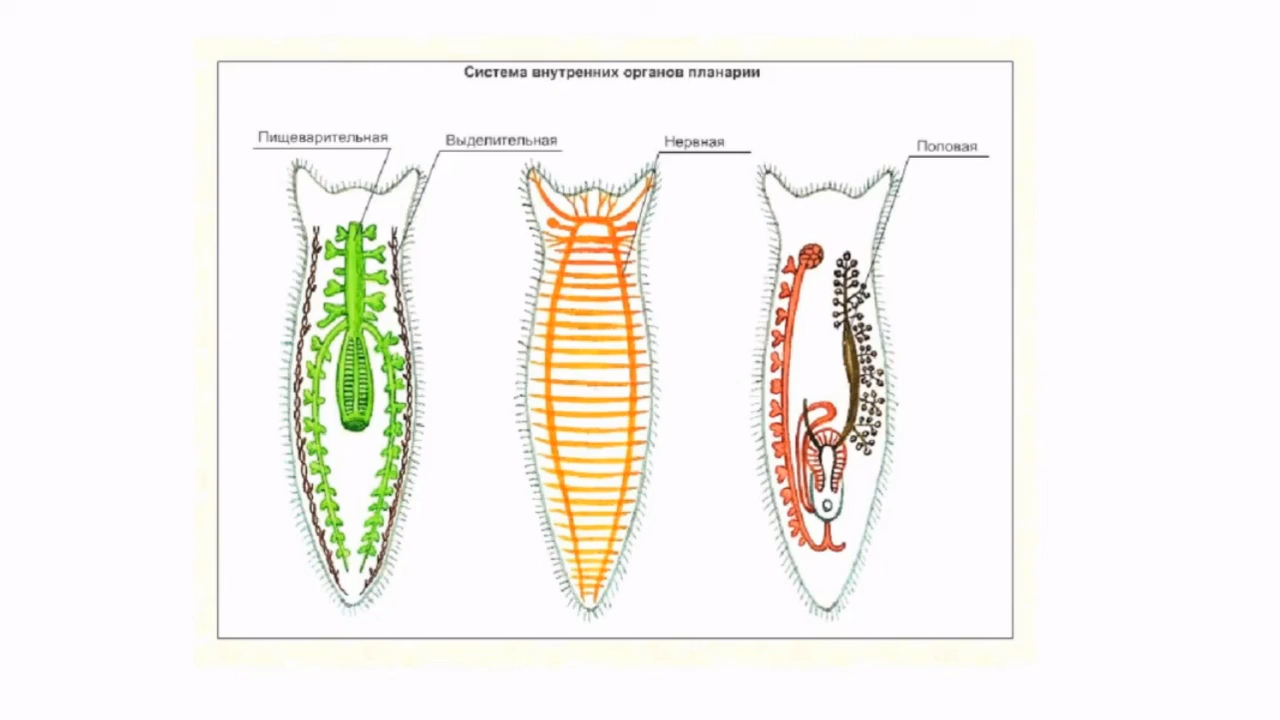 Система внутренних органов планарии
Пищеварительная
Выделительная
Нервная
Половая